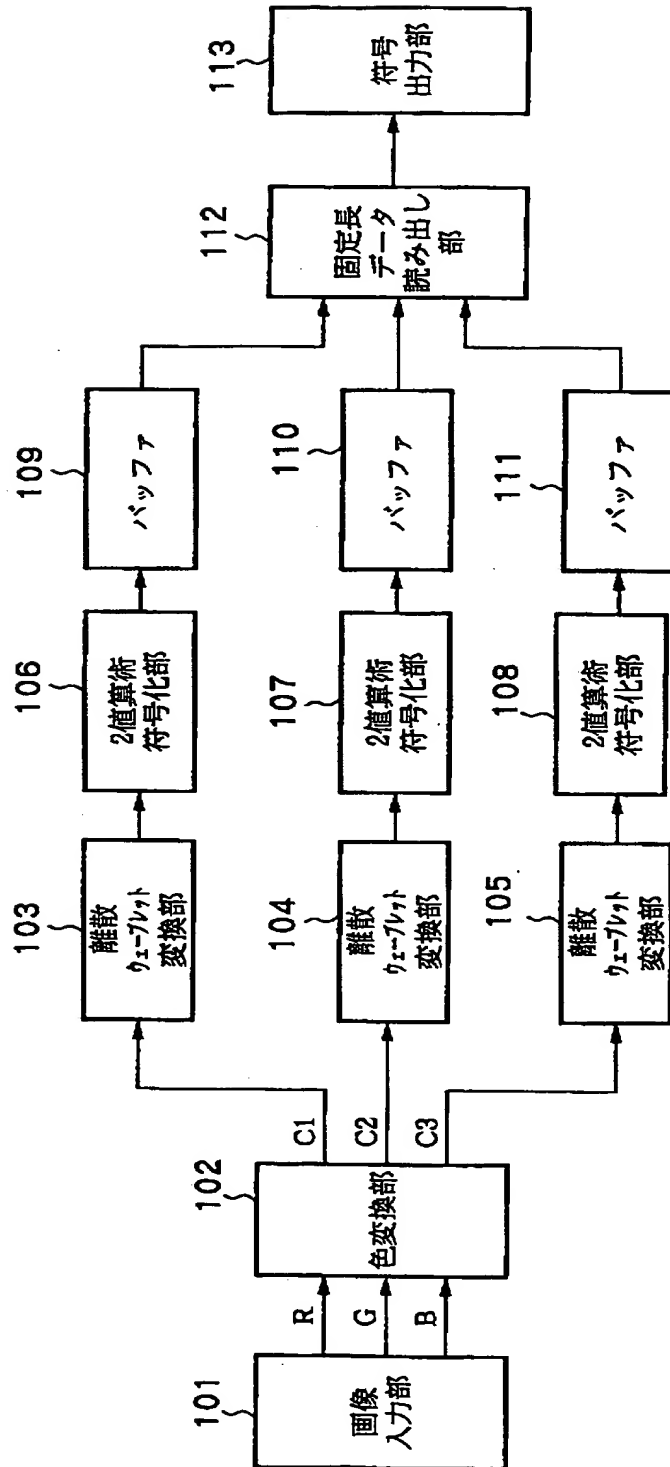 101
画像
入力部
R
G
B
102
色変換部
C1
C2
C3
103
離散
ウェーブレット
変換部
104
離散
ウェーブレット
変換部
105
離散
ウェーブレット
変換部
106
2値算術
符号化部
107
2値算術
符号化部
108
2値算術
符号化部
109
バッファ
110
バッファ
111
バッファ
112
固定長
データ
読み出し
部
113
符号
出力部